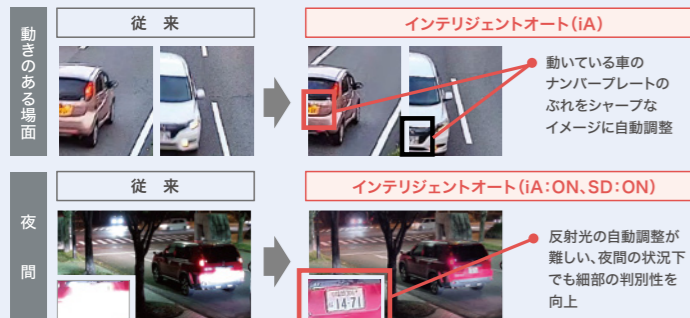 動きのある場面
従　来
インテリジェントオート（iA）
動いている車の
ナンバープレートの
ぶれをシャープな
イメージに自動調整
夜　間
従　来
インテリジェントオート（iA：ON、SD：ON）
反射光の自動調整が
難しい、夜間の状況下
でも細部の判別性を
向上
14-71